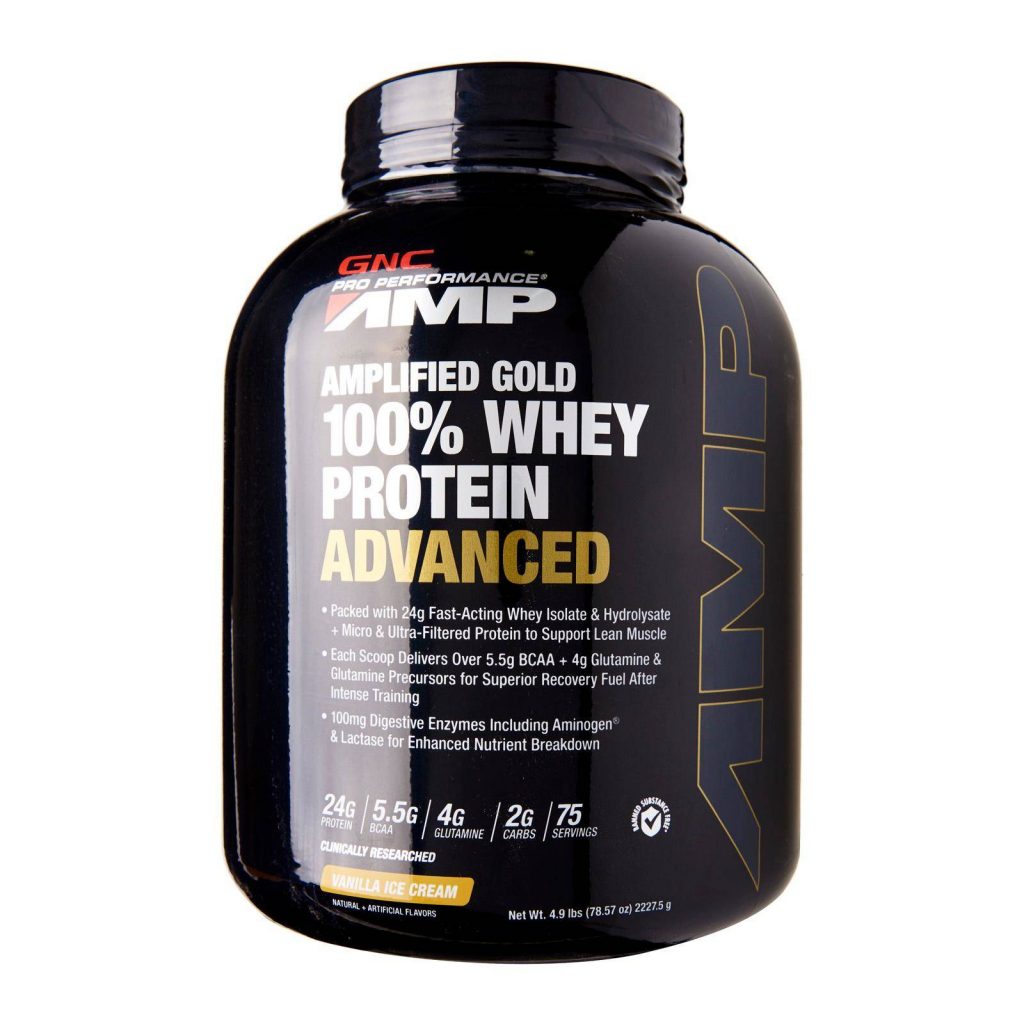 GNC
PRO PERFORMANCE®
AMP
AMPLIFIED GOLD
100% WHEY
PROTEIN
ADVANCED
• Packed with 24g Fast-Acting Whey Isolate & Hydrolysate
+ Micro & Ultra-Filtered Protein to Support Lean Muscle
• Each Scoop Delivers Over 5.5g BCAA + 4g Glutamine &
Glutamine Precursors for Superior Recovery Fuel After
Intense Training
• 100mg Digestive Enzymes Including Aminogen®
& Lactase for Enhanced Nutrient Breakdown
24G PROTEIN
5.5G BCAA
4G GLUTAMINE
2G CARBS
75 SERVINGS
BANNED SUBSTANCE FREE^
CLINICALLY RESEARCHED
VANILLA ICE CREAM
NATURAL + ARTIFICIAL FLAVORS
Net Wt. 4.9 lbs (78.57 oz) 2227.5 g
AMP